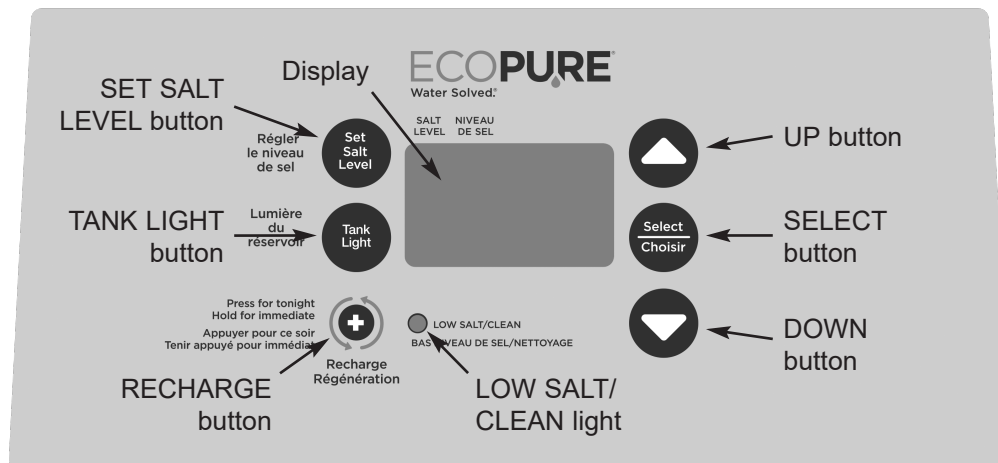 ECOPURE®
Water Solved.®
SET SALT
LEVEL button
Display
SALT
LEVEL
NIVEAU
DE SEL
Régler
le niveau
de sel
Set
Salt
Level
UP button
TANK LIGHT
button
Lumière
du
réservoir
Tank
Light
Select
Choisir
SELECT
button
Press for tonight
Hold for immediate
Appuyer pour ce soir
Tenir appuyé pour immédiat
Recharge
Régénération
LOW SALT/CLEAN
BAS NIVEAU DE SEL/NETTOYAGE
DOWN
button
RECHARGE
button
LOW SALT/
CLEAN light